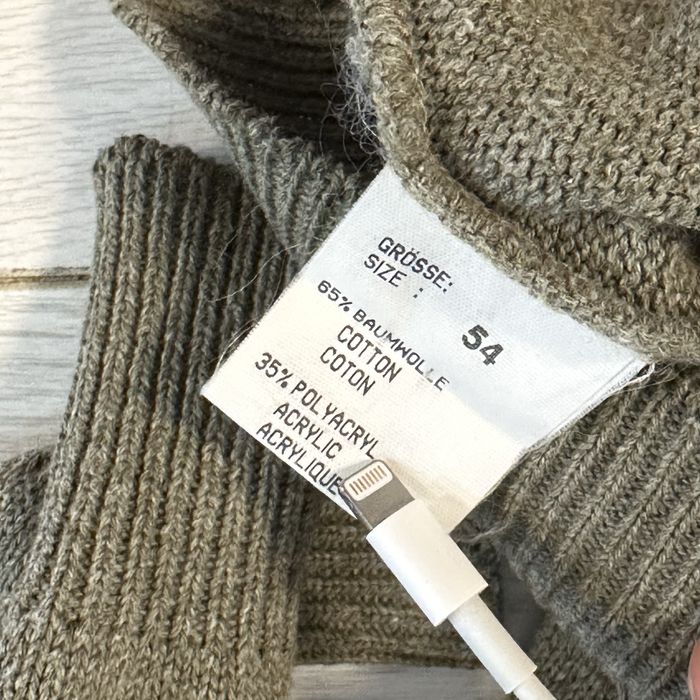 GRÖSSE:
SIZE : 54
65% BAUMWOLLE
COTTON
COTON
35% POLYACRYL
ACRYLIC
ACRYLIQUE